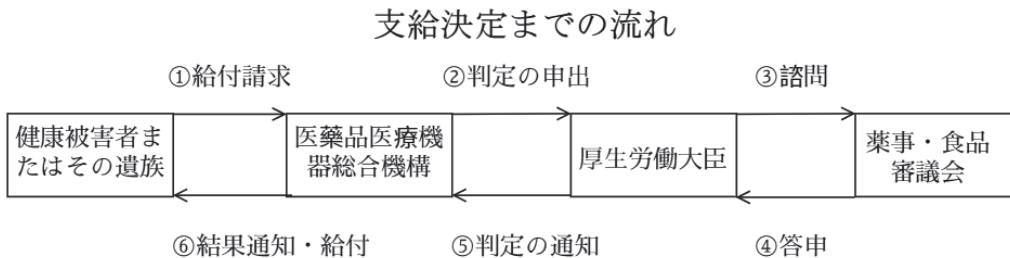 支給決定までの流れ
①給付請求
②判定の申出
③諮問
健康被害者ま
たはその遺族
医薬品医療機
器総合機構
厚生労働大臣
薬事・食品
審議会
⑥結果通知・給付
⑤判定の通知
④答申